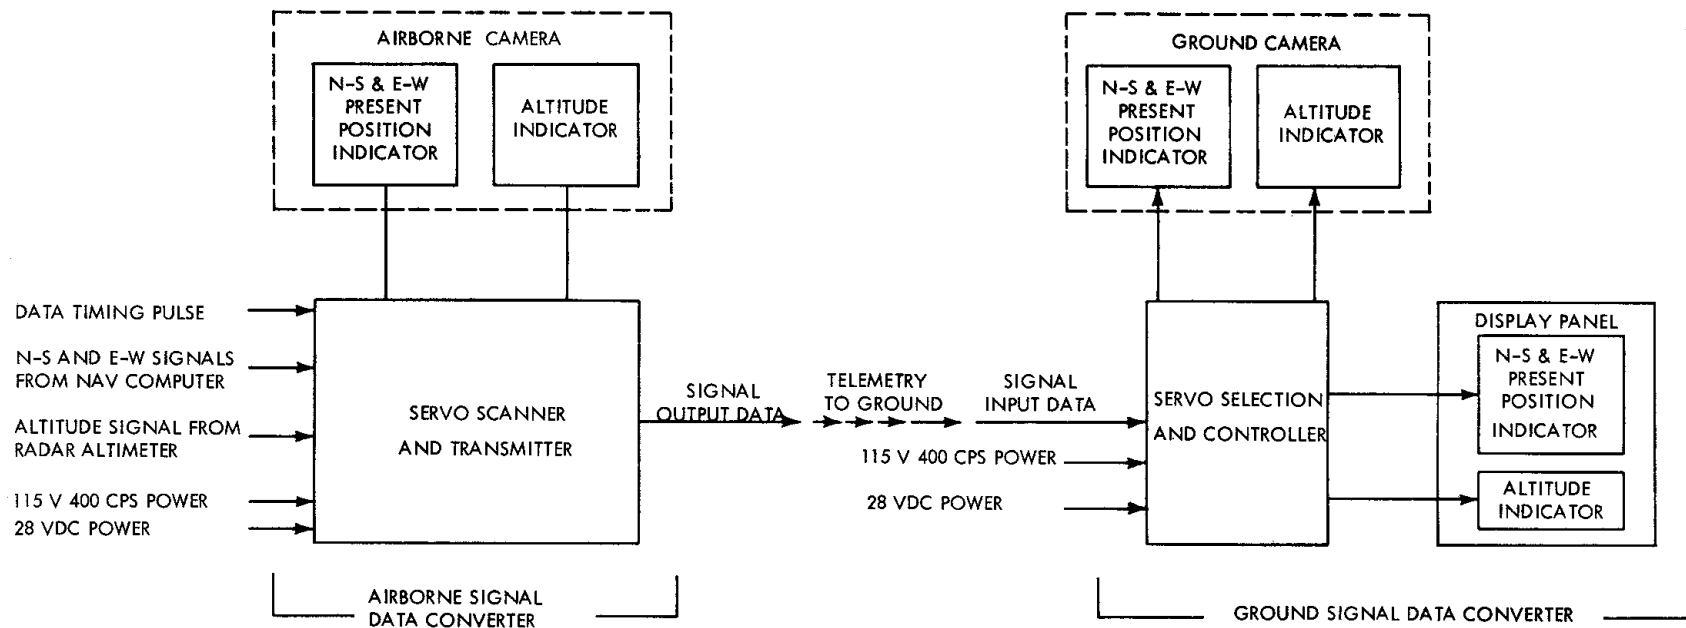 AIRBORNE CAMERA
N-S & E-W
PRESENT
POSITION
INDICATOR
ALTITUDE
INDICATOR
GROUND CAMERA
N-S & E-W
PRESENT
POSITION
INDICATOR
ALTITUDE
INDICATOR
DATA TIMING PULSE
N-S AND E-W SIGNALS
FROM NAV COMPUTER
ALTITUDE SIGNAL FROM
RADAR ALTIMETER
115 V 400 CPS POWER
28 VDC POWER
SERVO SCANNER
AND TRANSMITTER
SIGNAL
OUTPUT DATA
TELEMETRY
TO GROUND
SIGNAL
INPUT DATA
115 V 400 CPS POWER
28 VDC POWER
SERVO SELECTION
AND CONTROLLER
DISPLAY PANEL
N-S & E-W
PRESENT
POSITION
INDICATOR
ALTITUDE
INDICATOR
AIRBORNE SIGNAL
DATA CONVERTER
GROUND SIGNAL DATA CONVERTER